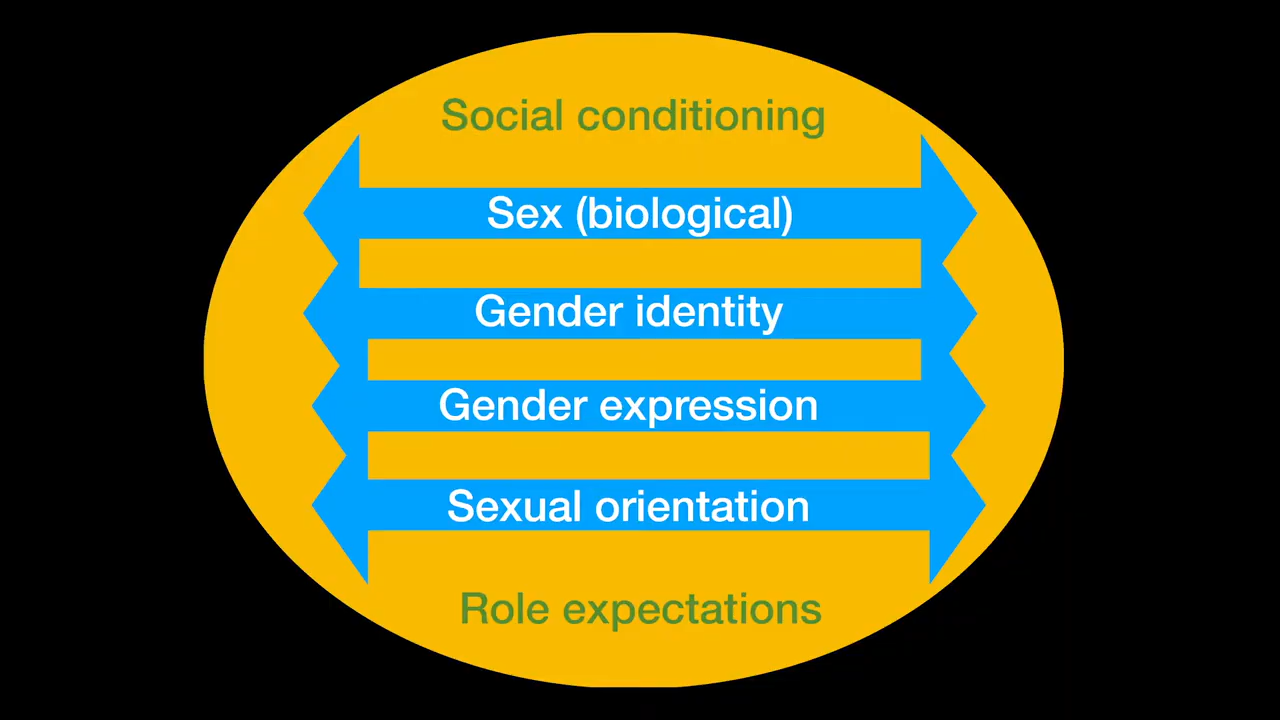 Social conditioning
Sex (biological)
Gender identity
Gender expression
Sexual orientation
Role expectations